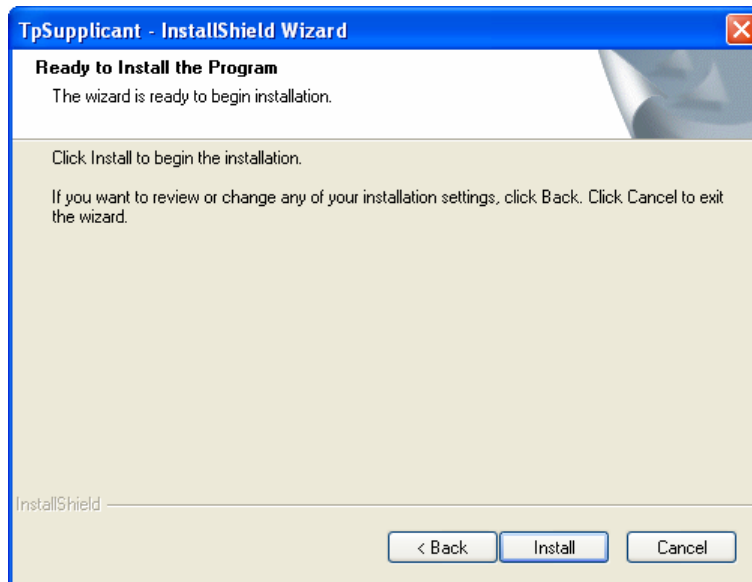 TpSupplicant - InstallShield Wizard
Ready to Install the Program
The wizard is ready to begin installation.
Click Install to begin the installation.
If you want to review or change any of your installation settings, click Back. Click Cancel to exit
the wizard.
InstallShield
< Back Install Cancel